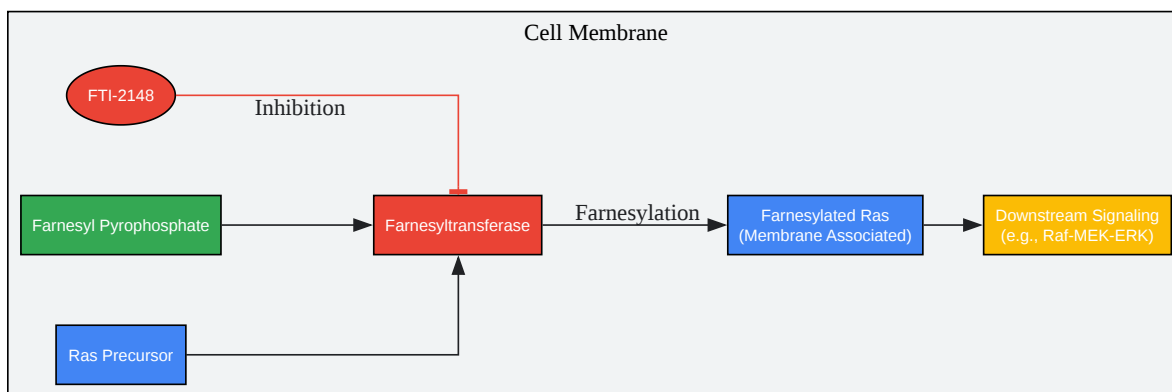 Cell Membrane
FTI-2148
Inhibition
Farnesyl Pyrophosphate
Farnesyltransferase
Farnesylation
Farnesylated Ras
(Membrane Associated)
Downstream Signaling
(e.g., Raf-MEK-ERK)
Ras Precursor